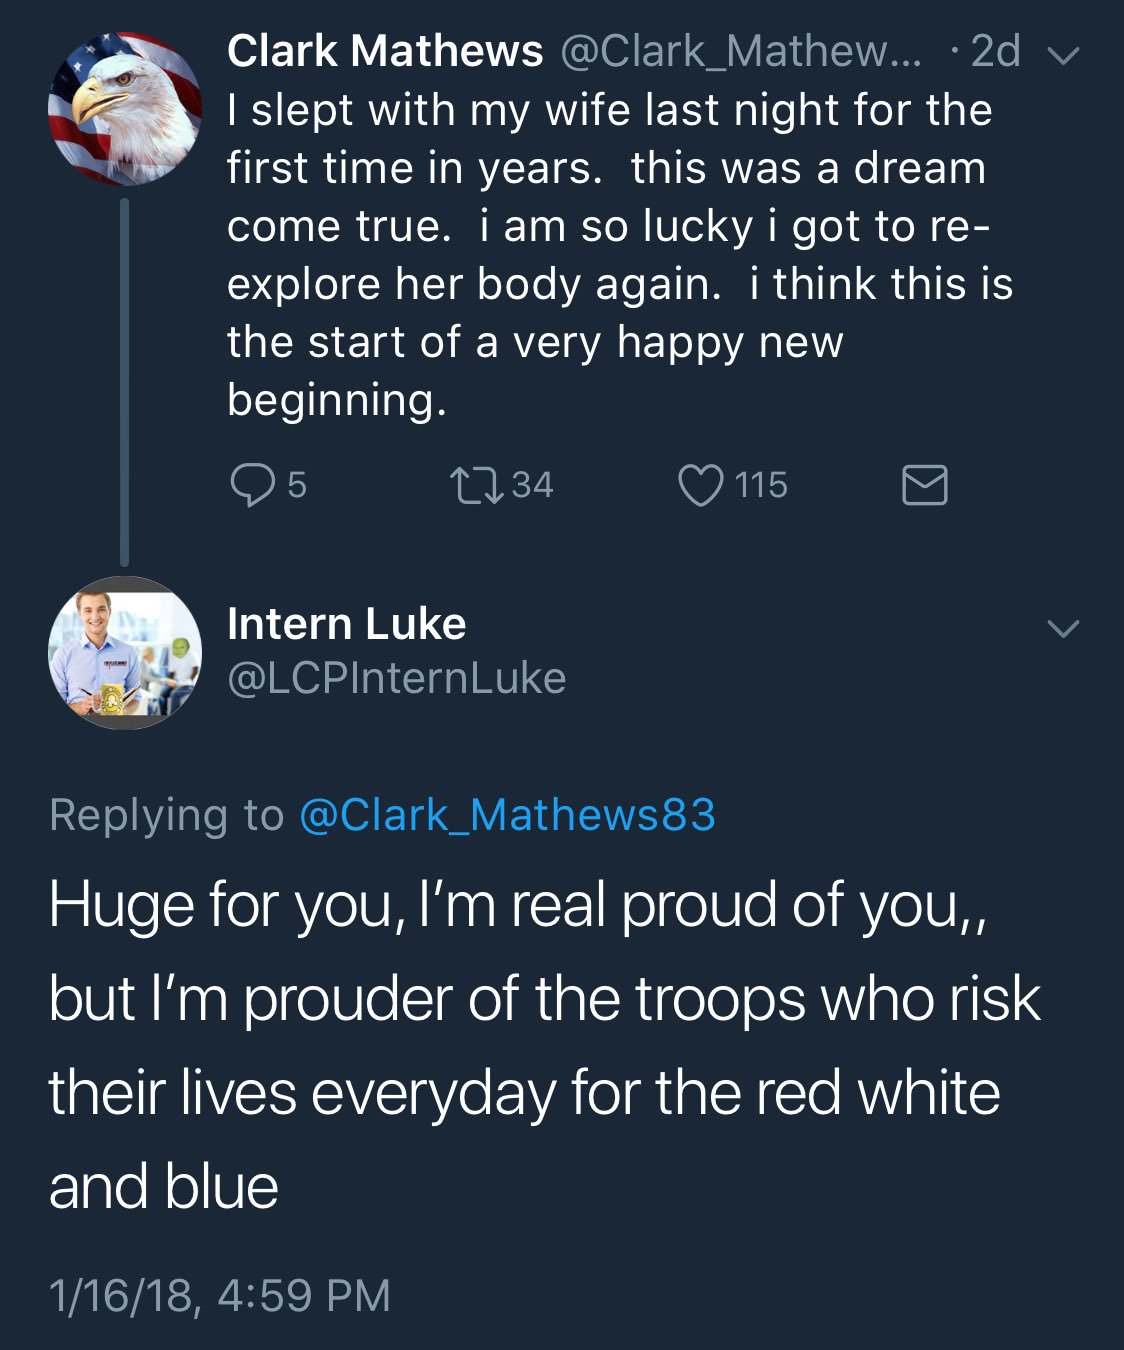 Clark Mathews @Clark_Mathew... · 2d
I slept with my wife last night for the
first time in years.  this was a dream
come true.  i am so lucky i got to re-
explore her body again.  i think this is
the start of a very happy new
beginning.
5 34 115
Intern Luke
@LCPInternLuke
Replying to @Clark_Mathews83
Huge for you, I’m real proud of you,,
but I’m prouder of the troops who risk
their lives everyday for the red white
and blue
1/16/18, 4:59 PM